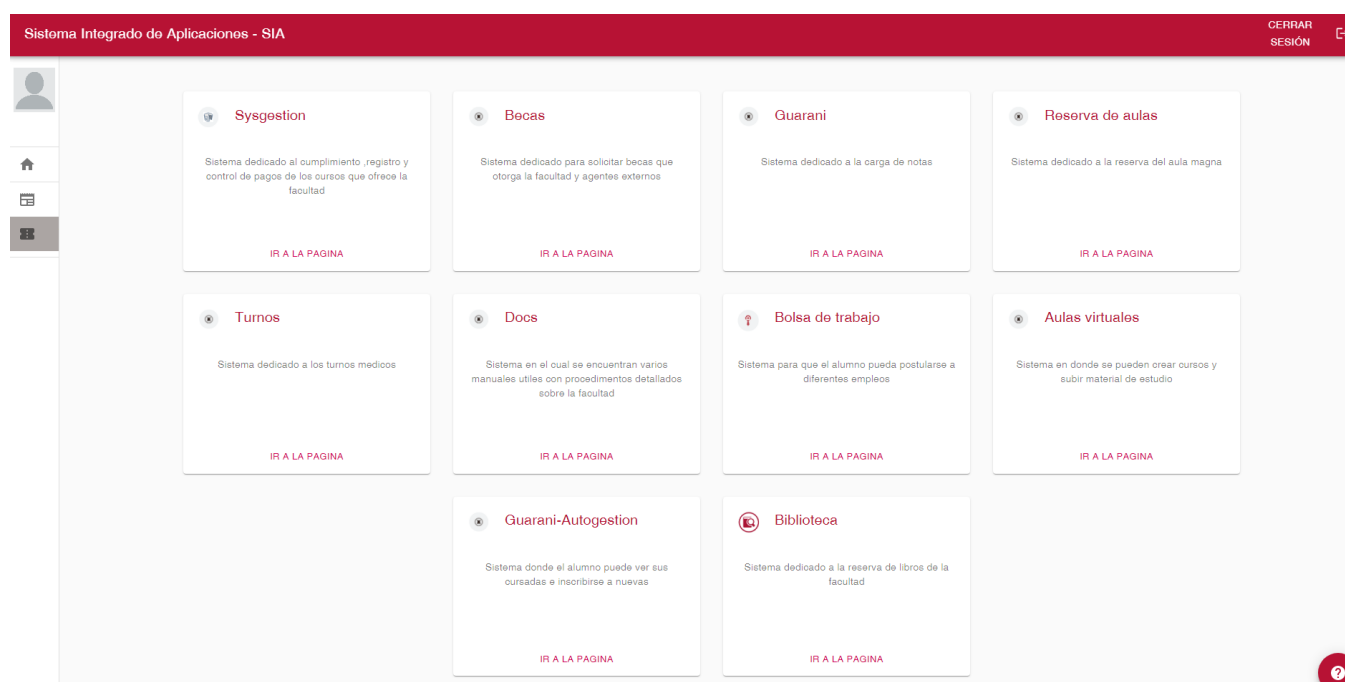 Sistema Integrado de Aplicaciones - SIA
CERRAR
SESIÓN
Sysgestion
Sistema dedicado al cumplimiento ,registro y
control de pagos de los cursos que ofrece la
facultad
IR A LA PAGINA
Becas
Sistema dedicado para solicitar becas que
otorga la facultad y agentes externos
IR A LA PAGINA
Guarani
Sistema dedicado a la carga de notas
IR A LA PAGINA
Reserva de aulas
Sistema dedicado a la reserva del aula magna
IR A LA PAGINA
Turnos
Sistema dedicado a los turnos medicos
IR A LA PAGINA
Docs
Sistema en el cual se encuentran varios
manuales utiles con procedimentos detallados
sobre la facultad
IR A LA PAGINA
Bolsa de trabajo
Sistema para que el alumno pueda postularse a
diferentes empleos
IR A LA PAGINA
Aulas virtuales
Sistema en donde se pueden crear cursos y
subir material de estudio
IR A LA PAGINA
Guarani-Autogestion
Sistema donde el alumno puede ver sus
cursadas e inscribirse a nuevas
IR A LA PAGINA
Biblioteca
Sistema dedicado a la reserva de libros de la
facultad
IR A LA PAGINA